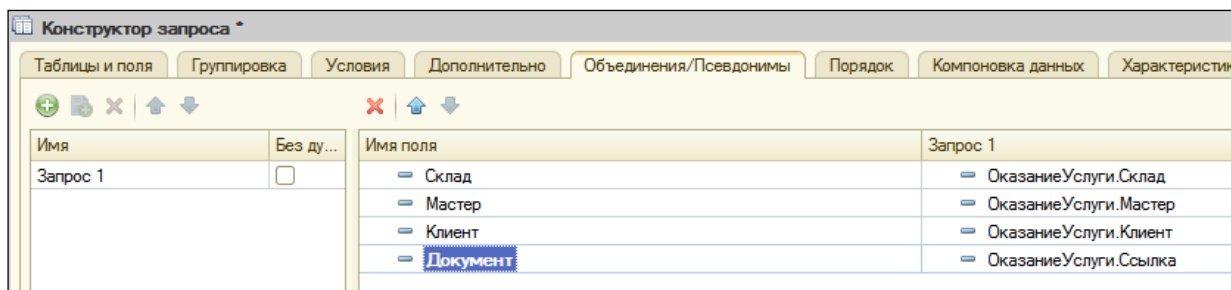 Конструктор запроса *
Таблицы и поля Группировка Условия Дополнительно Объединения/Псевдонимы Порядок Компоновка данных Характеристик
Имя Без ду... Имя поля Запрос 1
Запрос 1 Склад ОказаниеУслуги.Склад
Мастер ОказаниеУслуги.Мастер
Клиент ОказаниеУслуги.Клиент
Документ ОказаниеУслуги.Ссылка